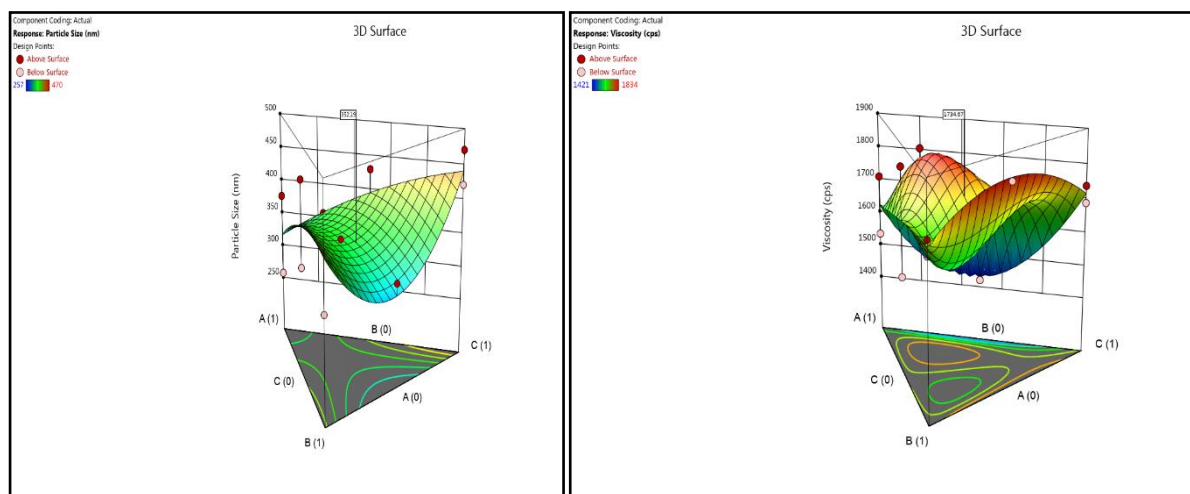 Component Coding: Actual
Response: Particle Size (nm)
Design Points:
Above Surface
Below Surface
257 470
3D Surface
500
450
400
350
300
250
Particle Size (nm)
A (1)
B (0)
C (1)
C (0)
A (0)
B (1)
Component Coding: Actual
Response: Viscosity (cps)
Design Points:
Above Surface
Below Surface
1421 1834
3D Surface
1734.67
1900
1800
1700
1600
1500
1400
Viscosity (cps)
A (1)
B (0)
C (1)
C (0)
A (0)
B (1)